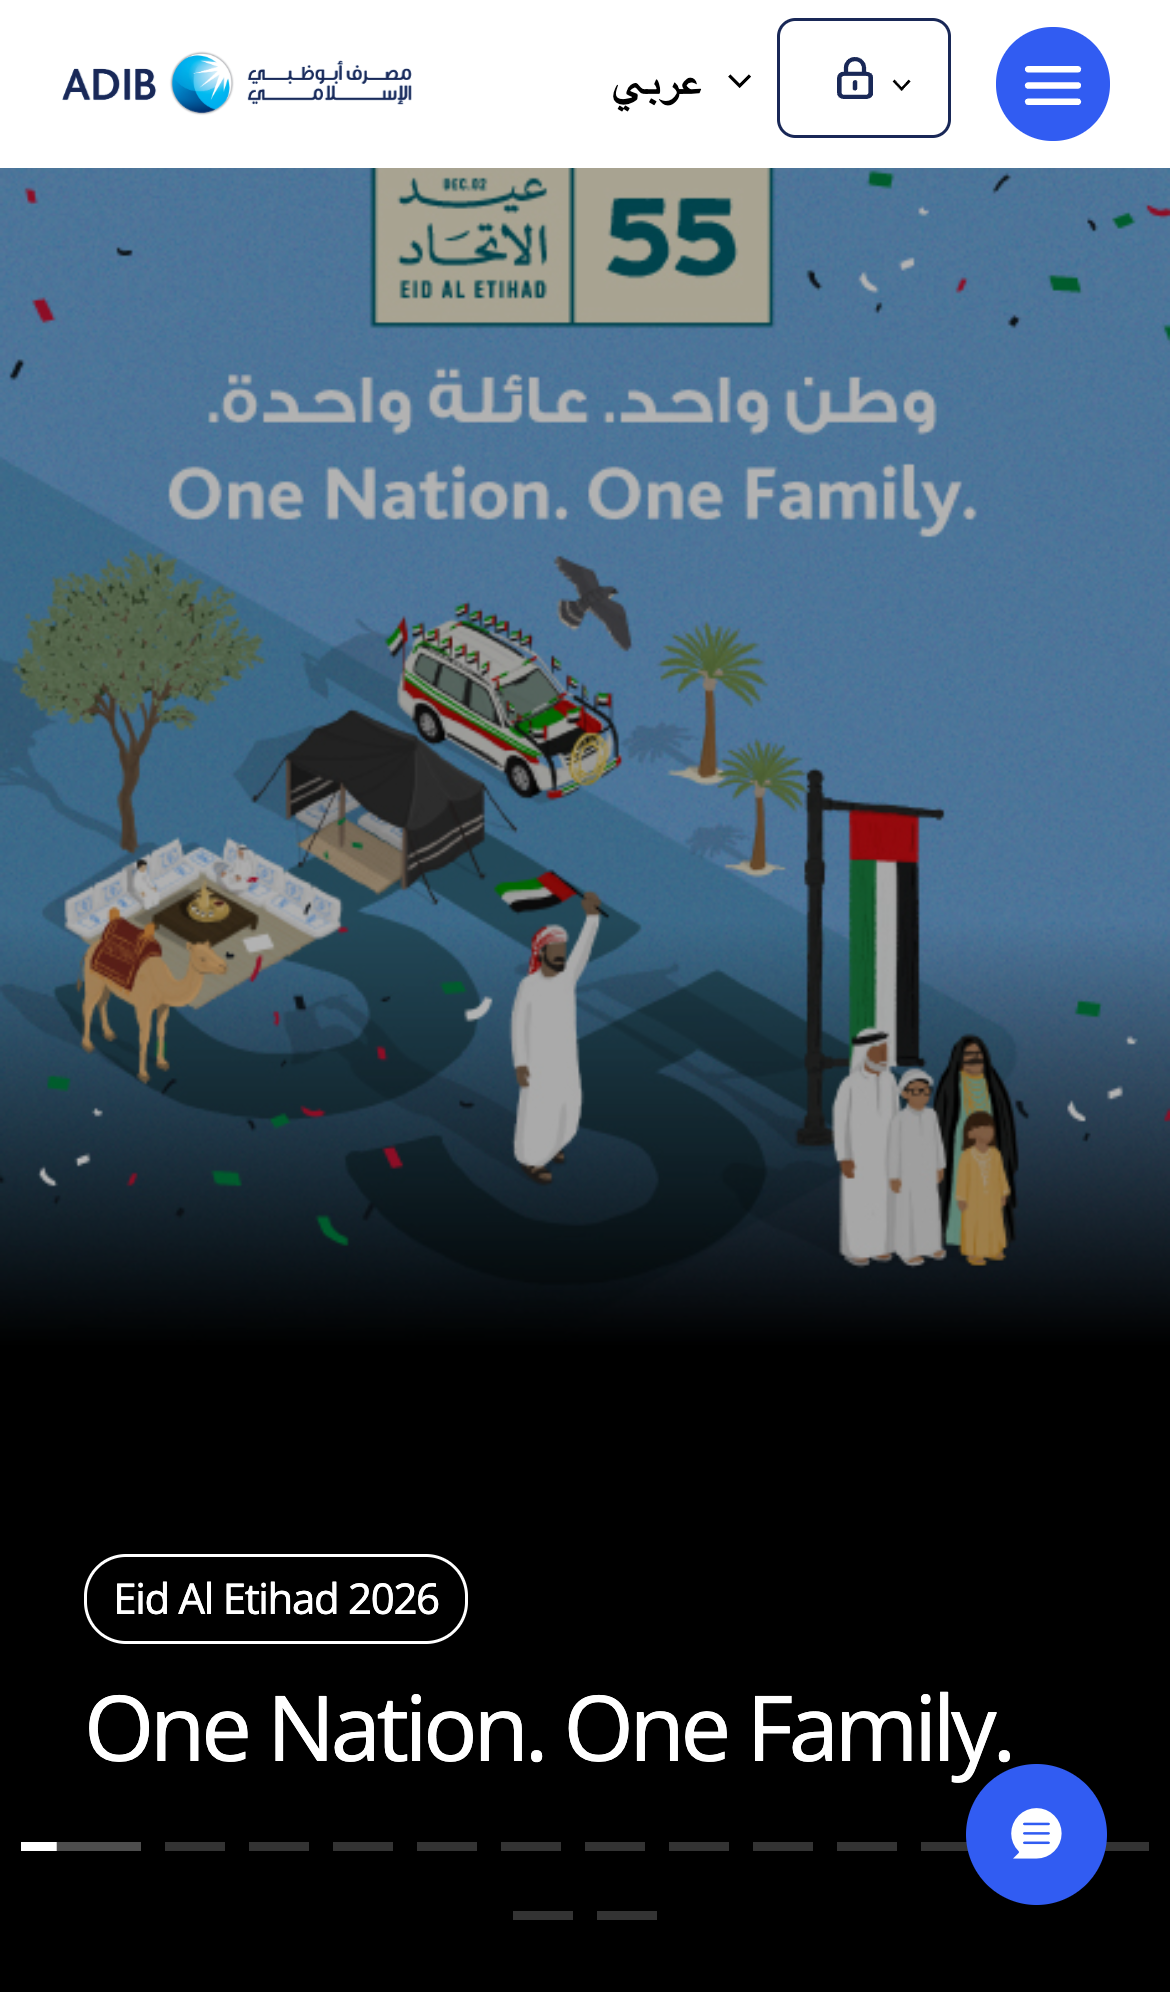 ADIB
مصرف أبوظبي
الإسلامي
عربي
DEC.02
عيد
الاتحاد
EID AL ETIHAD
55
وطن واحد. عائلة واحدة.
One Nation. One Family.
Eid Al Etihad 2026
One Nation. One Family.